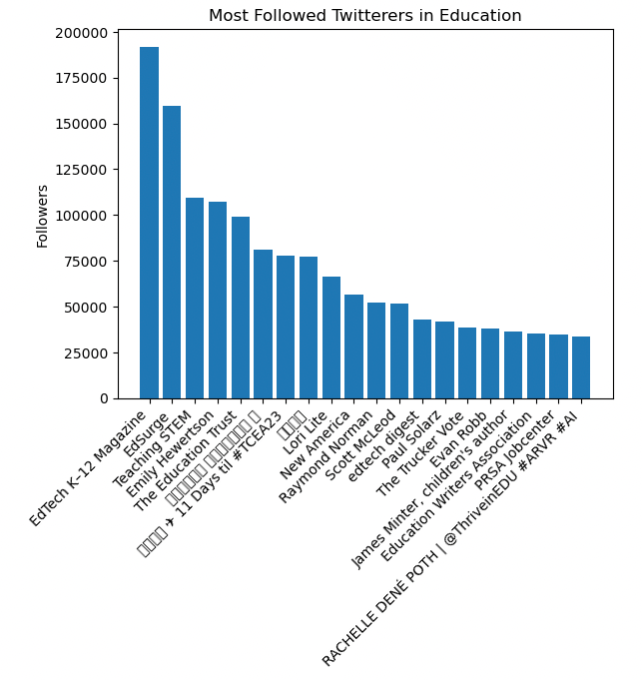 Most Followed Twitterers in Education
Followers
200000
175000
150000
125000
100000
75000
50000
25000
0
EdTech K–12 Magazine
EdSurge
Teaching STEM
Emily Hewertson
The Education Trust
✈ 11 Days til #TCEA23
Lori Lite
New America
Raymond Norman
Scott McLeod
edtech digest
Paul Solarz
The Trucker Vote
Evan Robb
James Minter, children's author
Education Writers Association
PRSA Jobcenter
RACHELLE DENÉ POTH | @ThriveinEDU #ARVR #AI